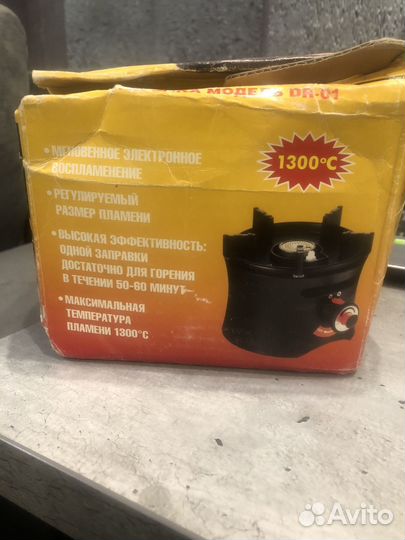 МОДЕЛЬ DR-01
1300°C
• МГНОВЕННОЕ ЭЛЕКТРОННОЕ
ВОСПЛАМЕНЕНИЕ
• РЕГУЛИРУЕМЫЙ
РАЗМЕР ПЛАМЕНИ
• ВЫСОКАЯ ЭФФЕКТИВНОСТЬ:
ОДНОЙ ЗАПРАВКИ
ДОСТАТОЧНО ДЛЯ ГОРЕНИЯ
В ТЕЧЕНИИ 50-60 МИНУТ
• МАКСИМАЛЬНАЯ
ТЕМПЕРАТУРА
ПЛАМЕНИ 1300°C
Avito